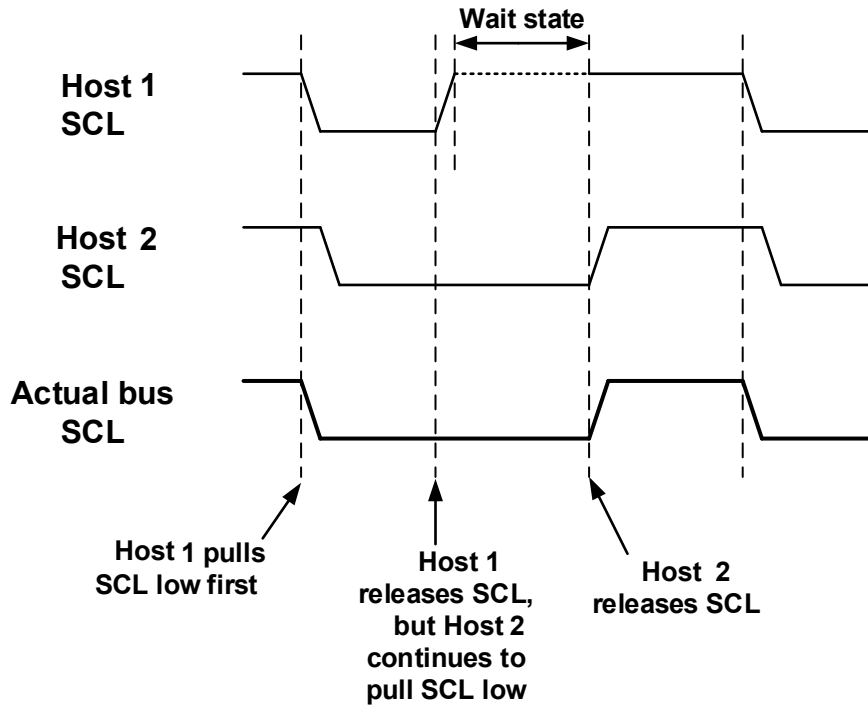 Wait state
Host 1
SCL
Host 2
SCL
Actual bus
SCL
Host 1 pulls
SCL low first
Host 1
releases SCL,
but Host 2
continues to
pull SCL low
Host 2
releases SCL